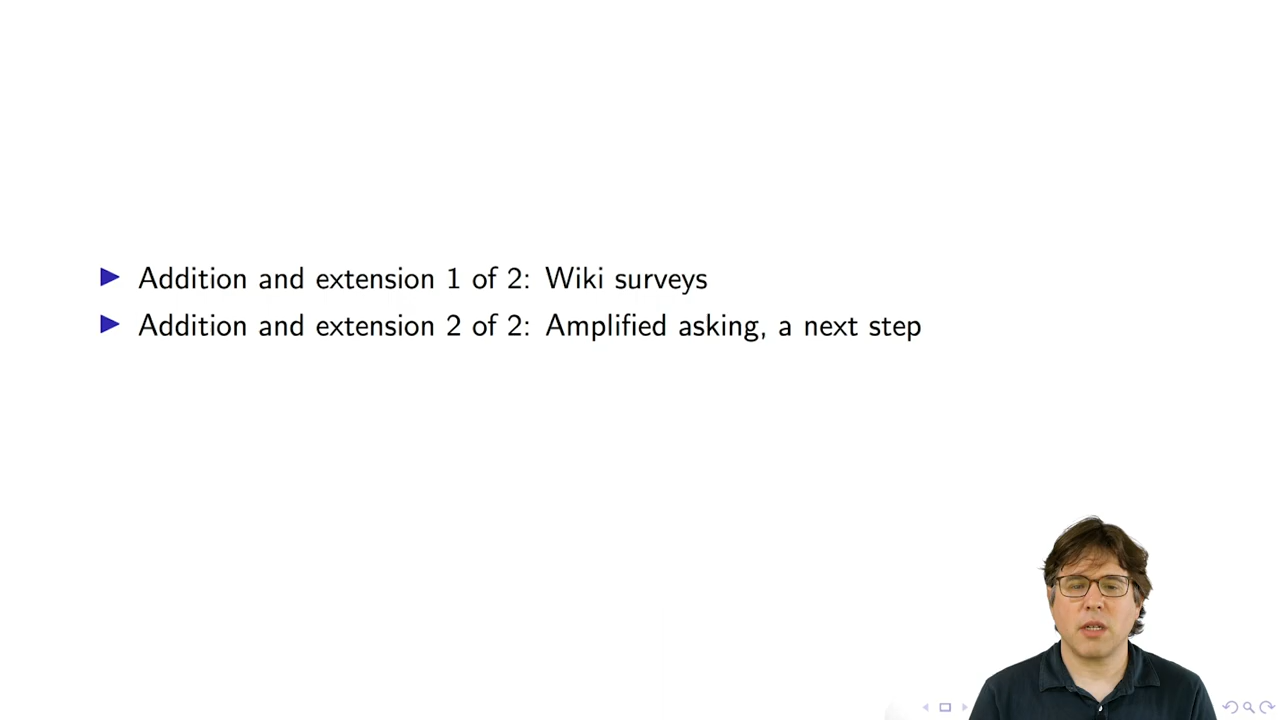 Addition and extension 1 of 2: Wiki surveys
Addition and extension 2 of 2: Amplified asking, a next step